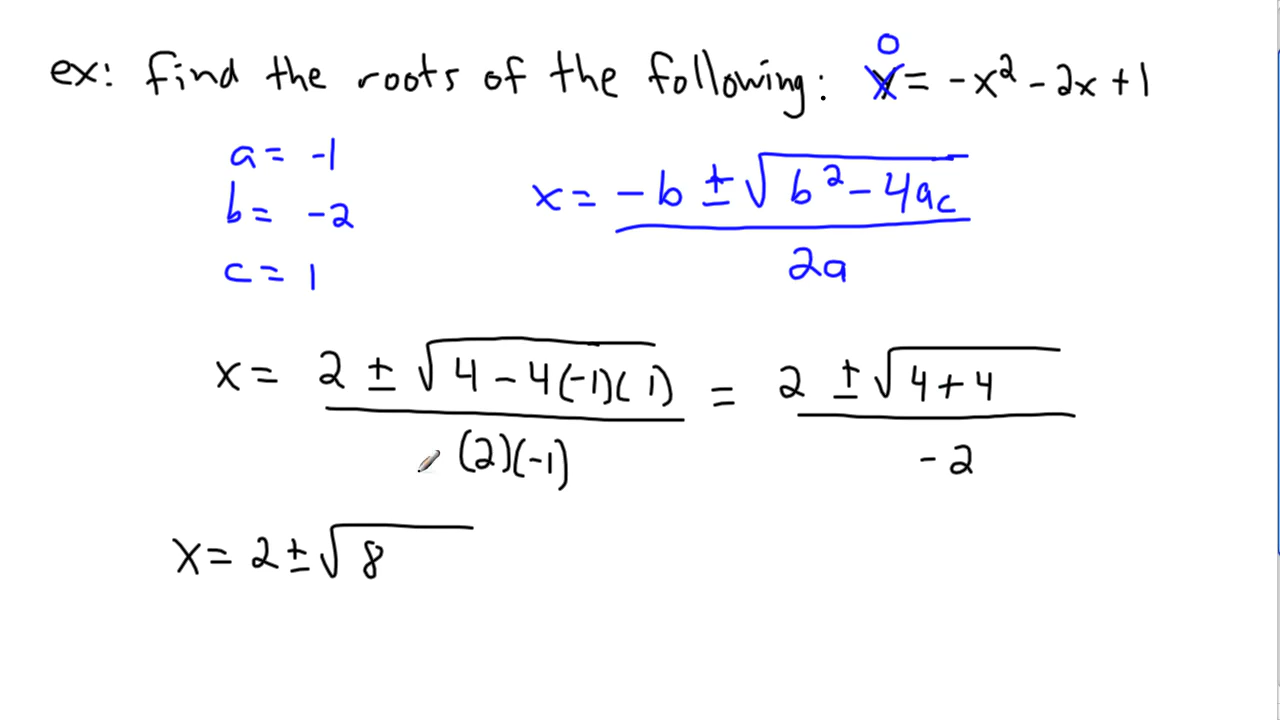 ex: find the roots of the following: y = -x² - 2x + 1
0
a = -1
b = -2
c = 1
x = -b ± √(b² - 4ac) / 2a
x = 2 ± √(4 - 4(-1)(1)) / (2)(-1) = 2 ± √(4 + 4) / -2
x = 2 ± √8